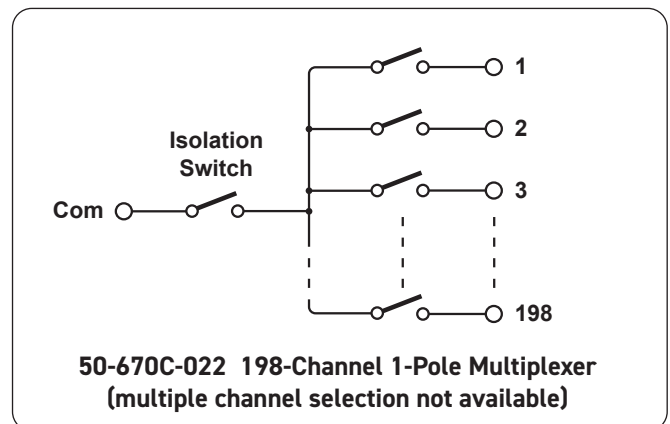 1
2
Isolation
Switch
3
Com
198
50-670C-022 198-Channel 1-Pole Multiplexer
(multiple channel selection not available)